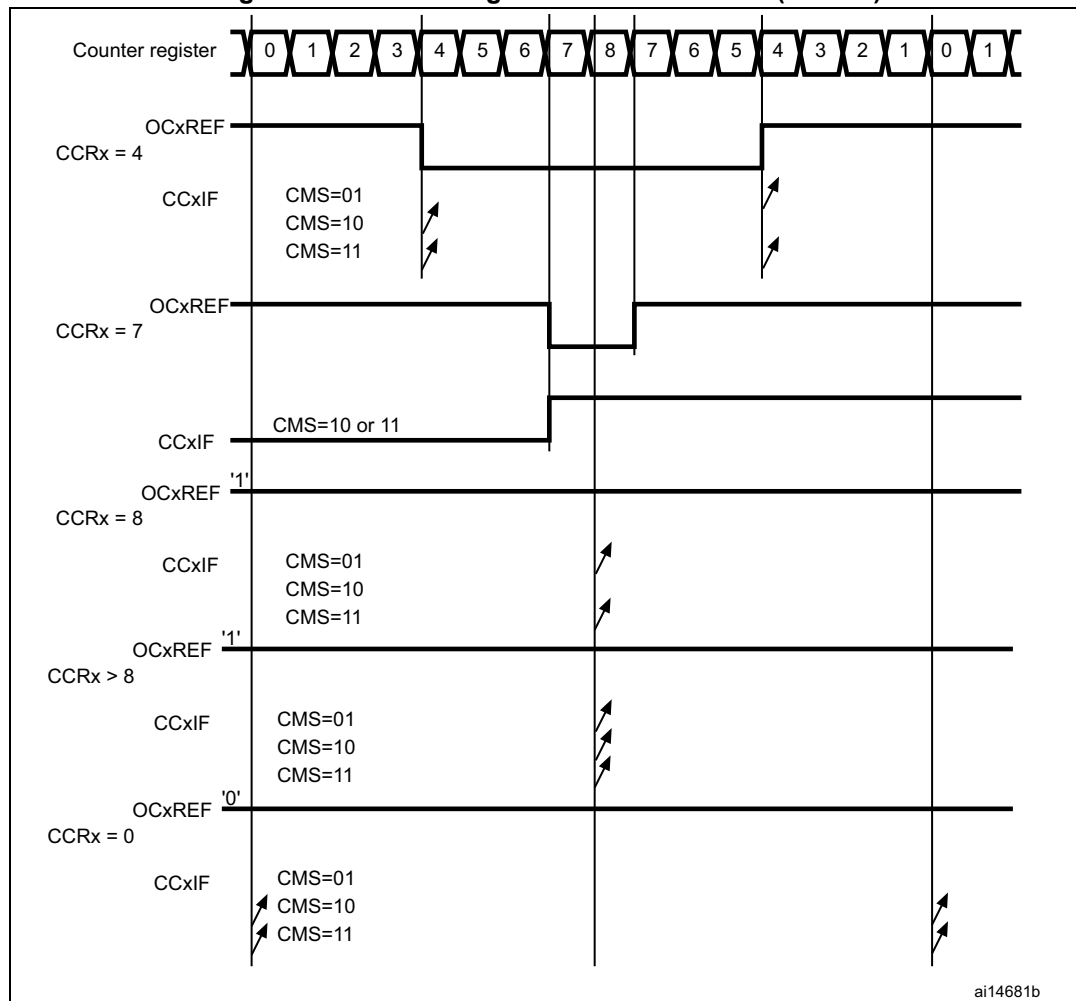 Counter register 0 1 2 3 4 5 6 7 8 7 6 5 4 3 2 1 0 1
OCxREF
CCRx = 4
CCxIF CMS=01
CMS=10
CMS=11
OCxREF
CCRx = 7
CMS=10 or 11
CCxIF
'1'
OCxREF
CCRx = 8
CCxIF CMS=01
CMS=10
CMS=11
'1'
OCxREF
CCRx > 8
CCxIF CMS=01
CMS=10
CMS=11
'0'
OCxREF
CCRx = 0
CCxIF CMS=01
CMS=10
CMS=11
ai14681b